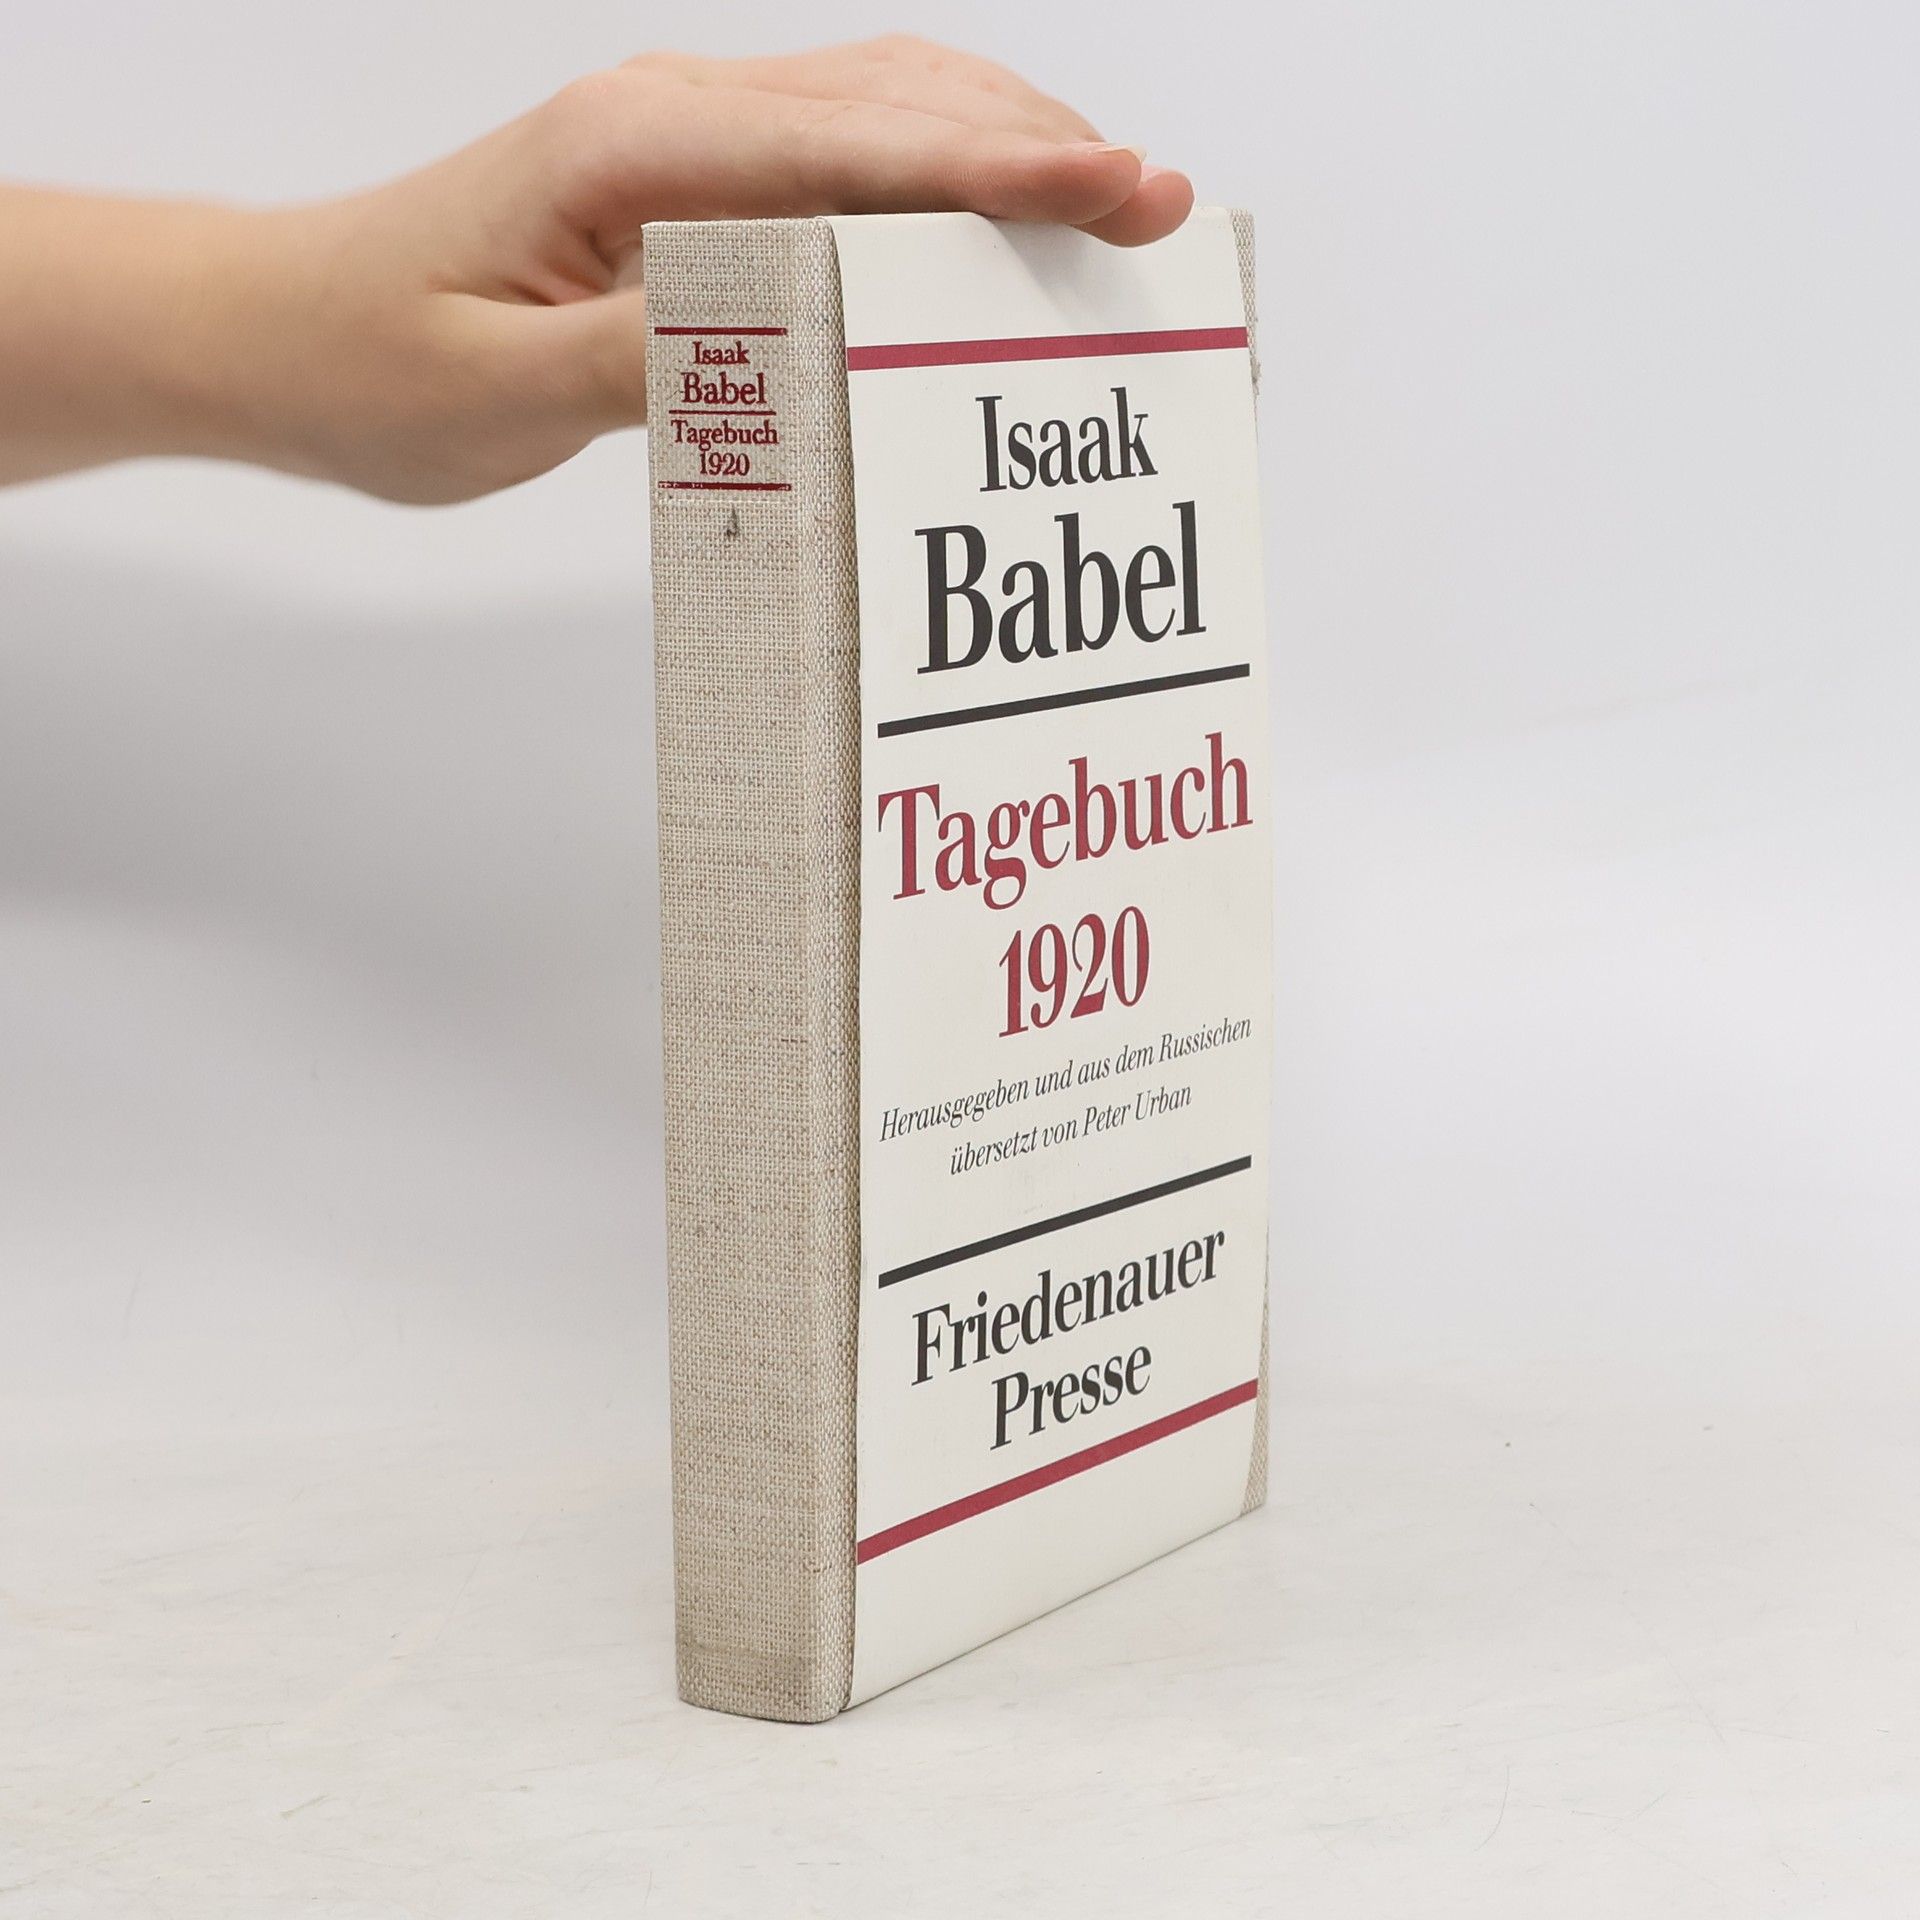 Isaak
Babel
Tagebuch
1920
Isaak
Babel
Tagebuch
1920
Herausgegeben und aus dem Russischen
übersetzt von Peter Urban
Friedenauer
Presse